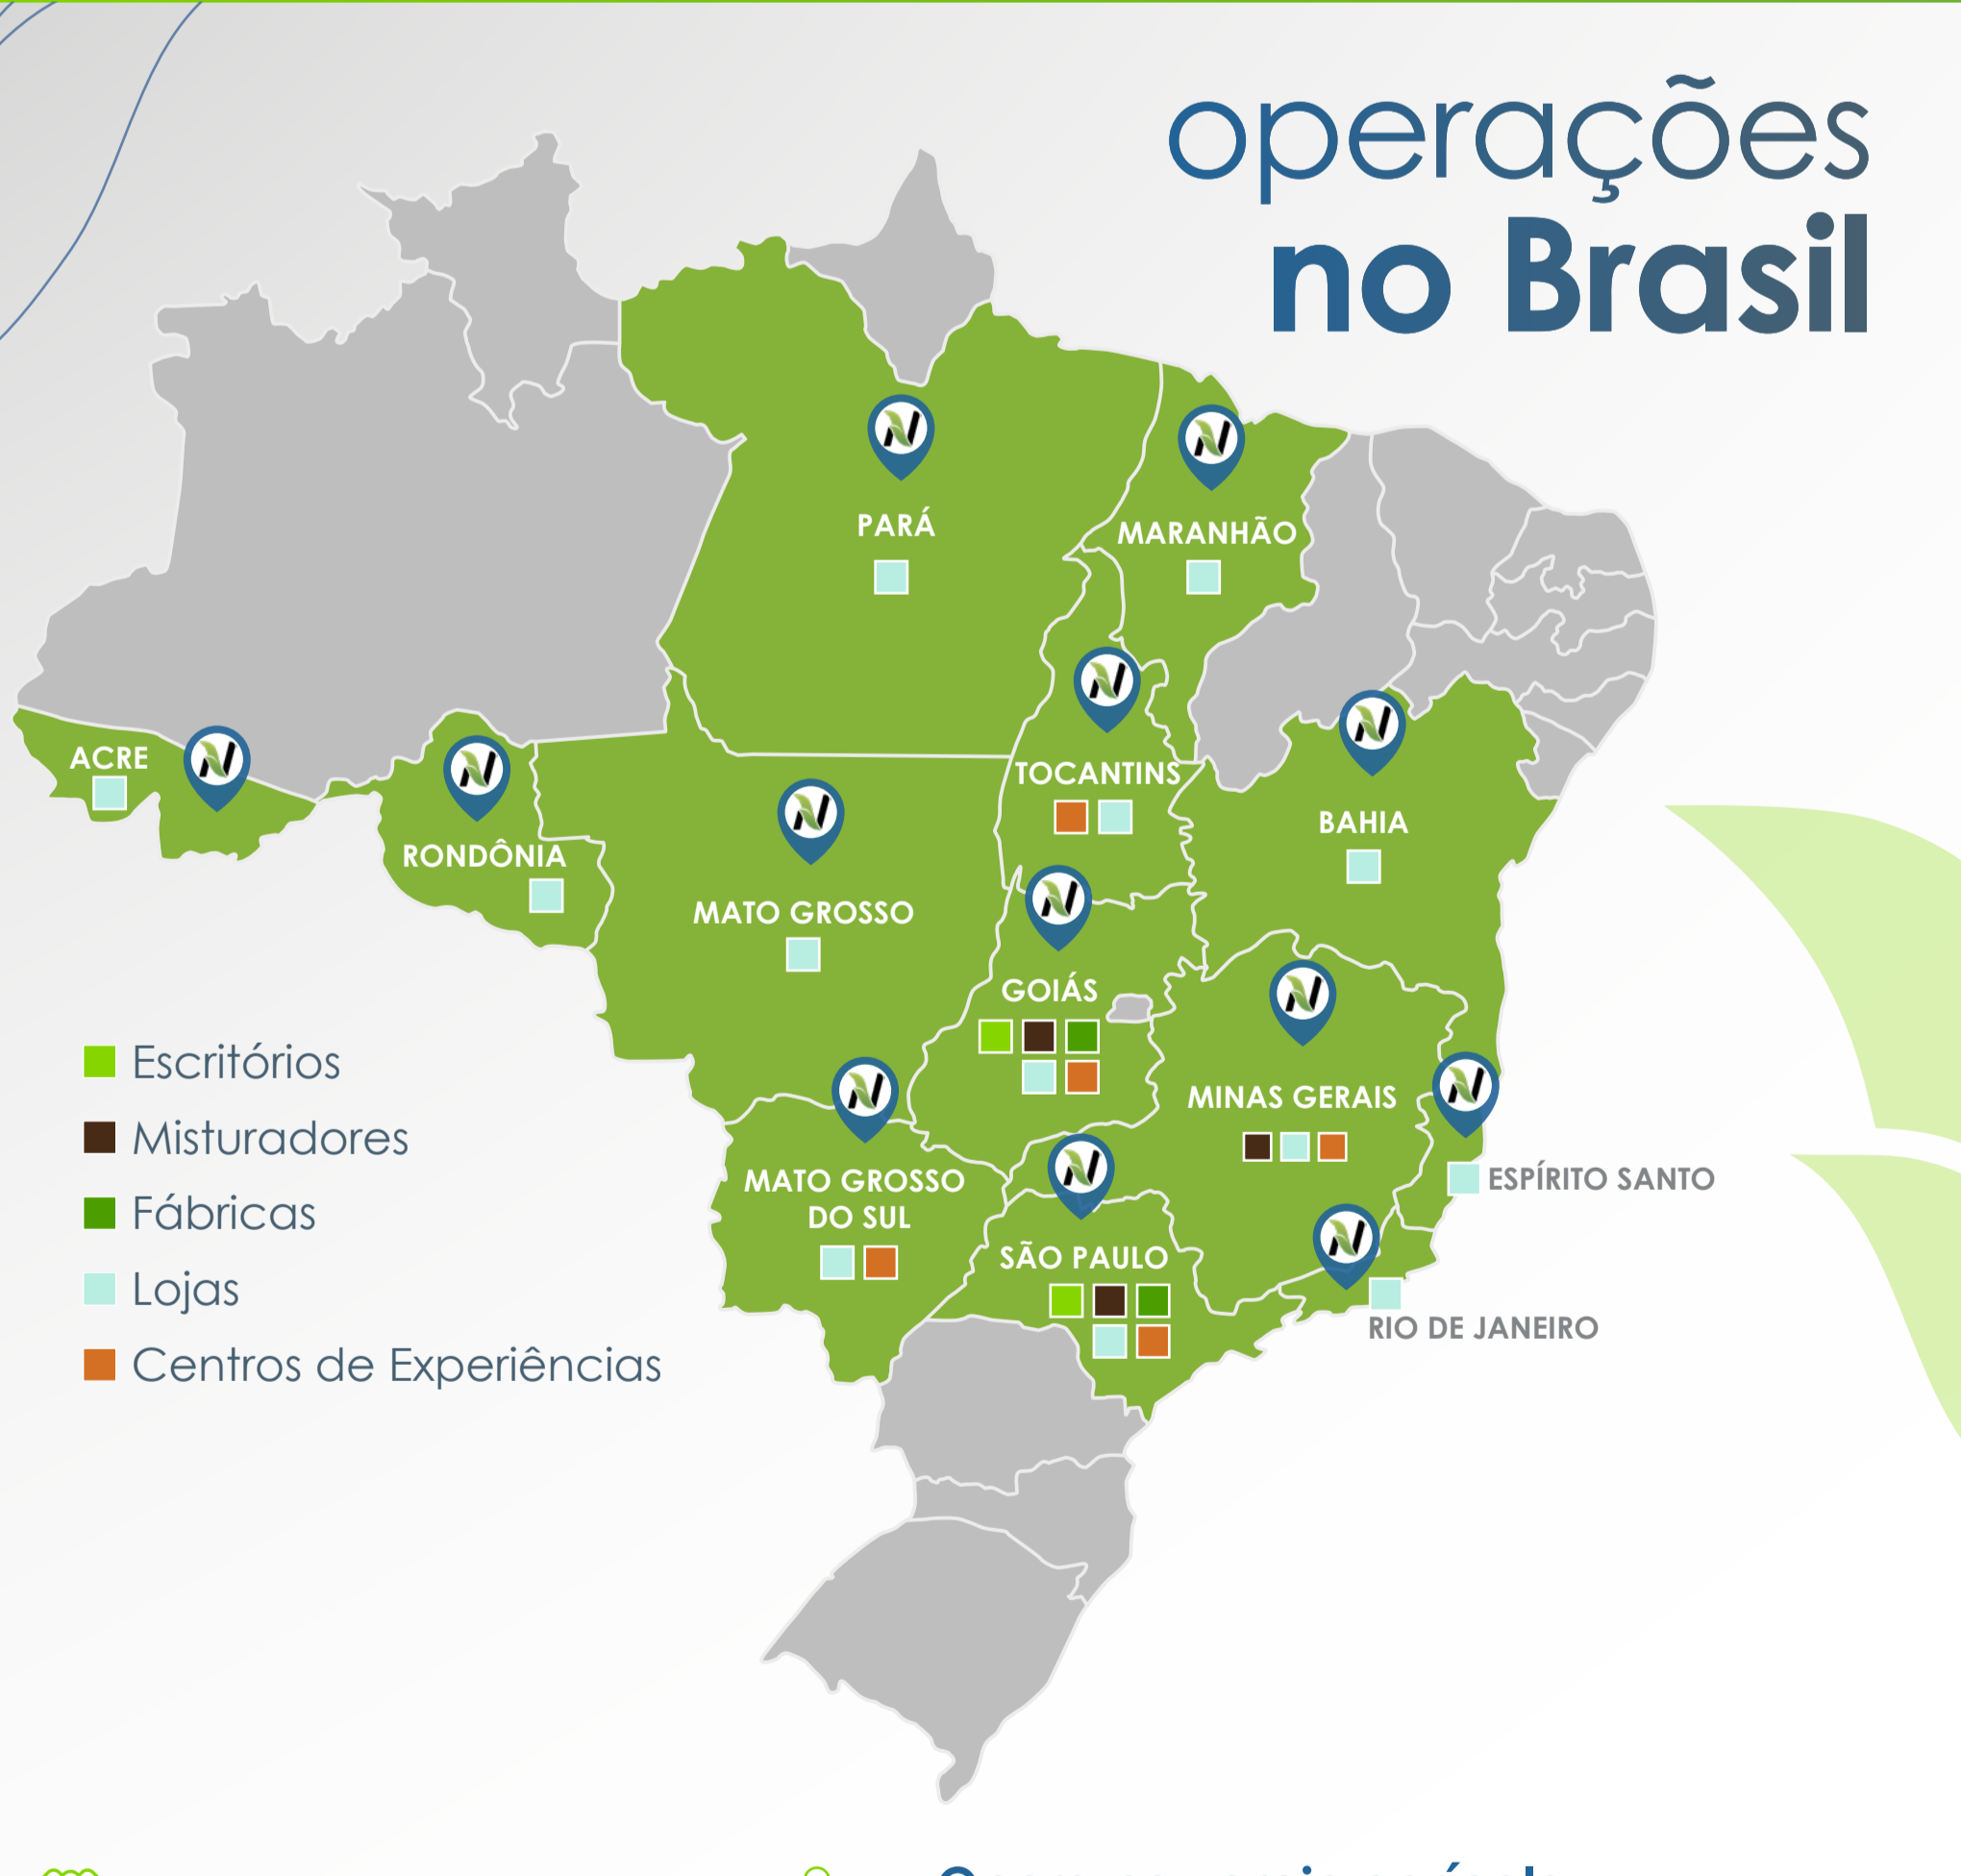 operações
no Brasil
PARÁ
MARANHÃO
ACRE
TOCANTINS
BAHIA
RONDÔNIA
MATO GROSSO
GOIÁS
MINAS GERAIS
MATO GROSSO
DO SUL
ESPÍRITO SANTO
SÃO PAULO
RIO DE JANEIRO
Escritórios
Misturadores
Fábricas
Lojas
Centros de Experiências